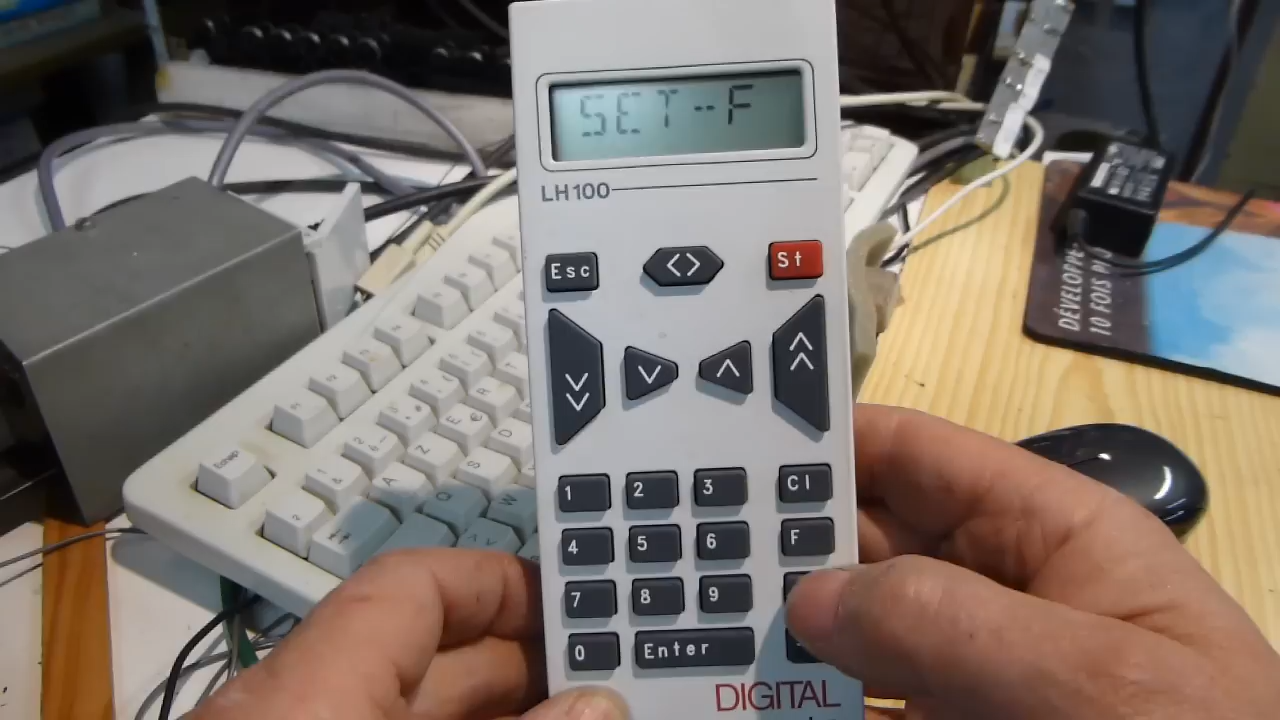 SET--F
LH100
Esc <> St
1 2 3 Cl
4 5 6 F
7 8 9
0 Enter
DIGITAL
DÉVELOPPE
10 FOIS PL
Echap
A Z E €
Q S D
W
R